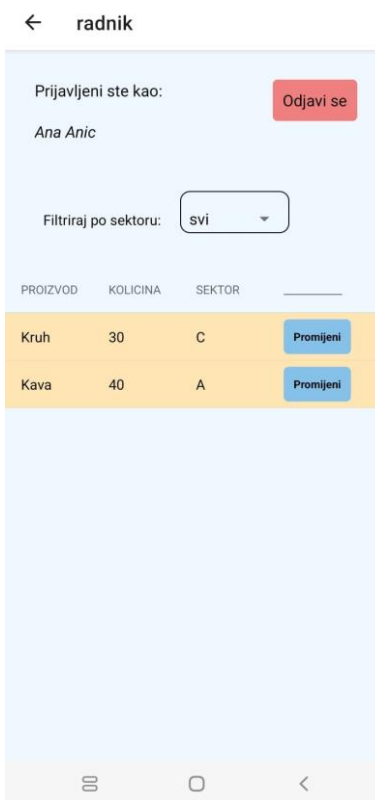 radnik
Prijavljeni ste kao:
Odjavi se
Ana Anic
Filtriraj po sektoru:
svi
PROIZVOD KOLICINA SEKTOR
Kruh 30 C Promijeni
Kava 40 A Promijeni